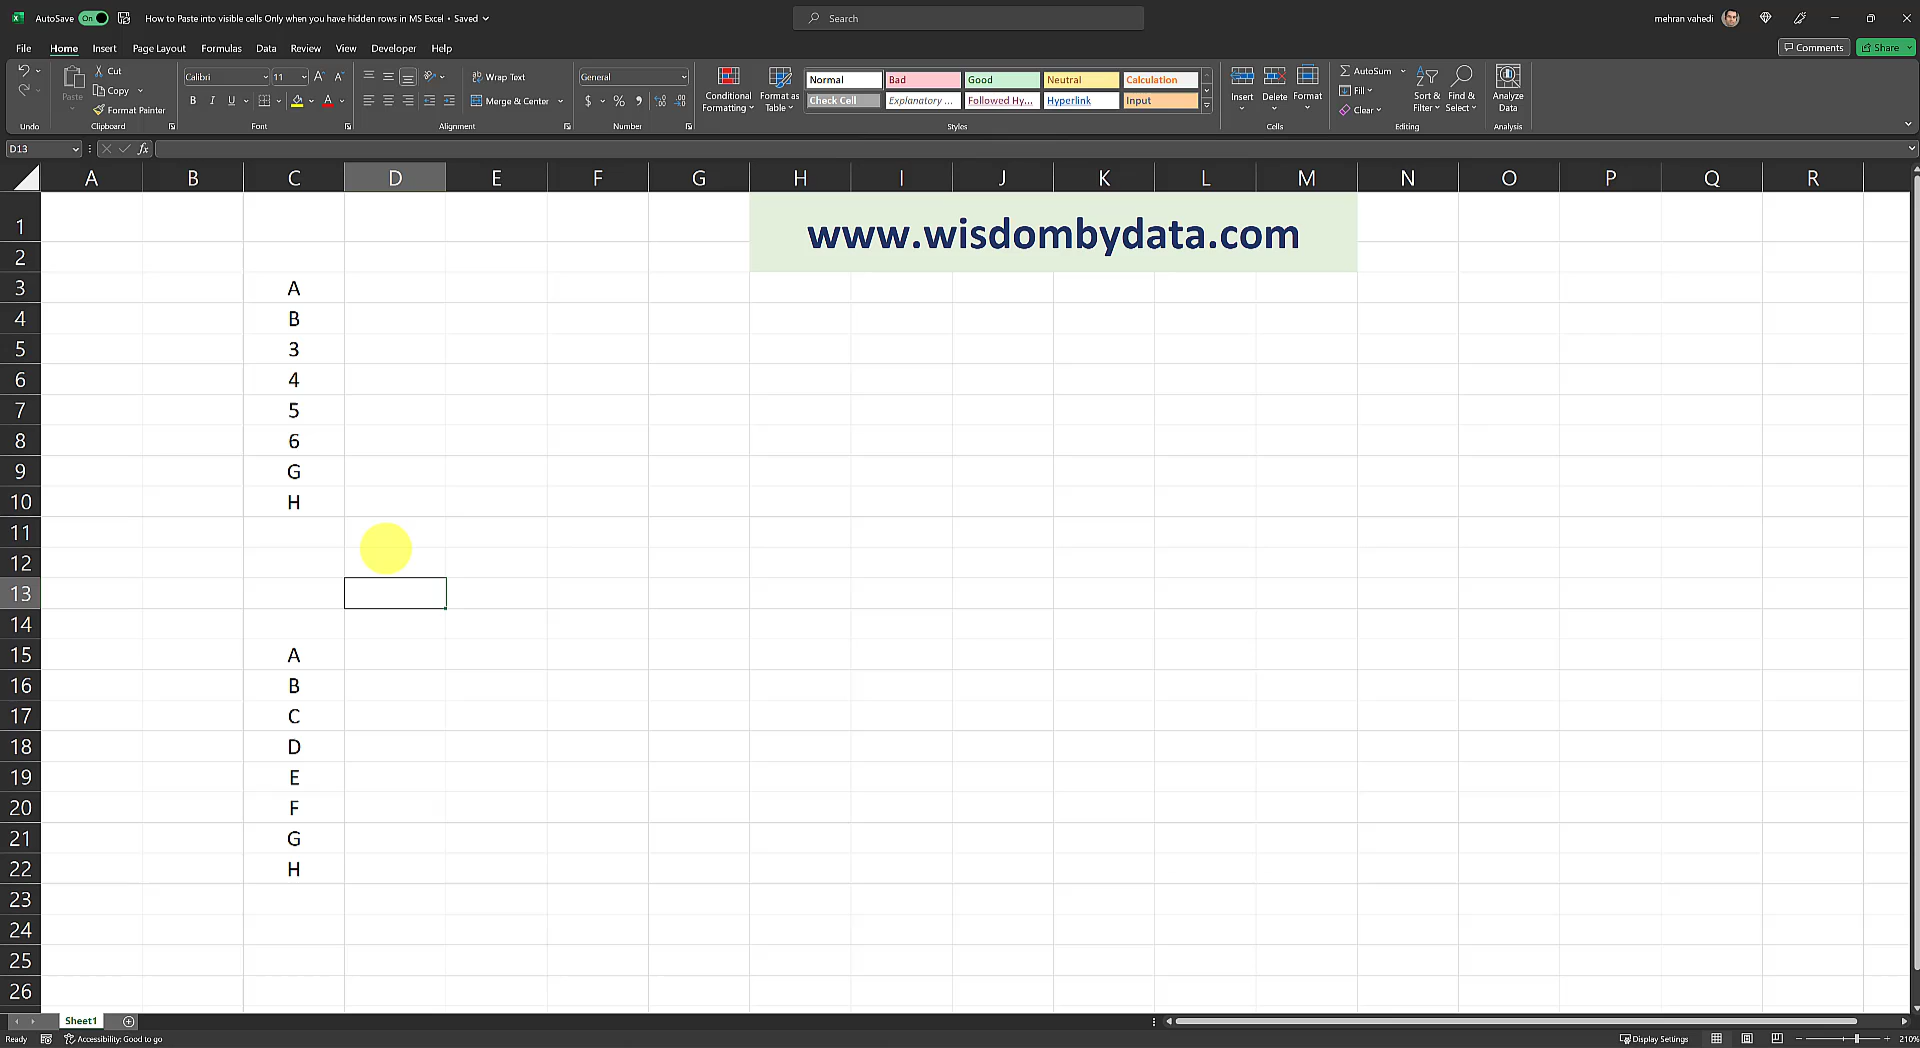 AutoSave On How to Paste into visible cells Only when you have hidden rows in MS Excel • Saved Search mehran vahedi
File Home Insert Page Layout Formulas Data Review View Developer Help Comments Share
Cut Calibri 11 Wrap Text General Normal Bad Good Neutral Calculation AutoSum
Paste Copy Conditional Formatting Format as Table Insert Delete Format Fill Sort & Filter Find & Select Analyze Data
Format Painter B I U Merge & Center $ % Check Cell Explanatory ... Followed Hy... Hyperlink Input Clear
Undo Clipboard Font Alignment Number Styles Cells Editing Analysis
D13 fx
A B C D E F G H I J K L M N O P Q R
1 www.wisdombydata.com
2
3 A
4 B
5 3
6 4
7 5
8 6
9 G
10 H
11
12
13
14
15 A
16 B
17 C
18 D
19 E
20 F
21 G
22 H
23
24
25
26
Sheet1
Ready Accessibility: Good to go Display Settings 210%